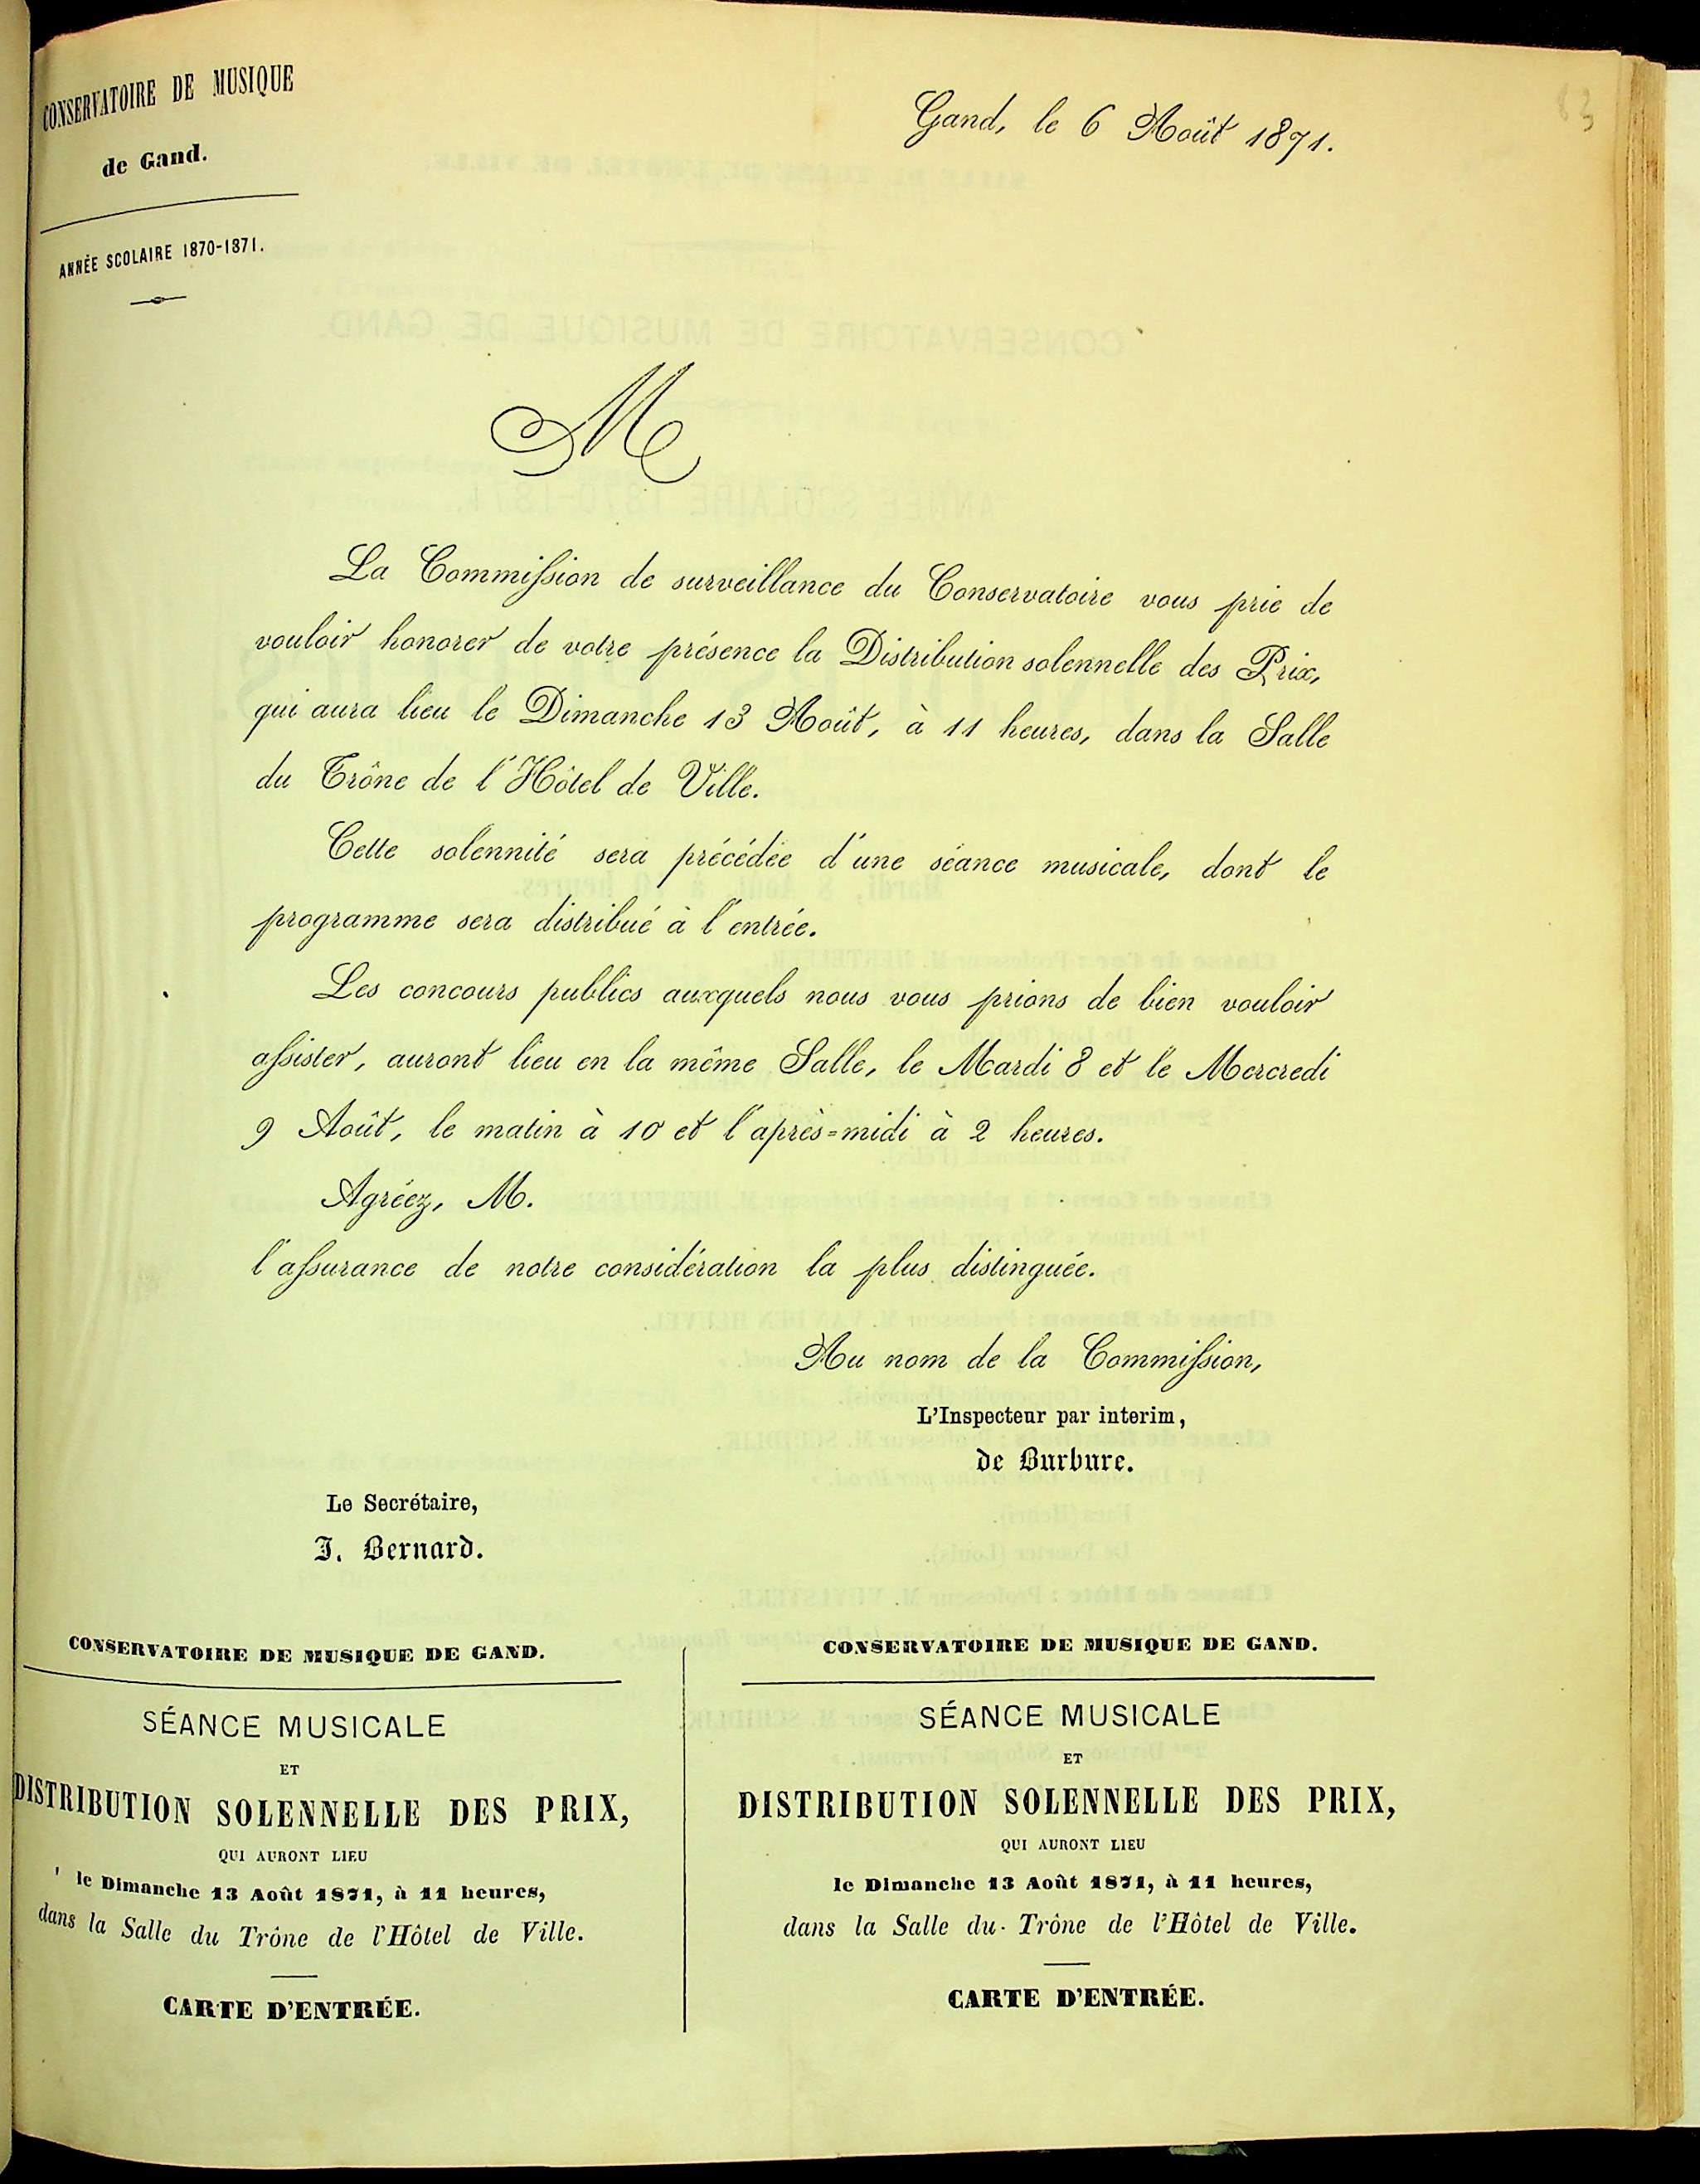 CONSERVATOIRE DE MUSIQUE
de Gand.
ANNÉE SCOLAIRE 1870-1871.
Gand, le 6 Août 1871.
63
M
La Commission de surveillance du Conservatoire vous prie de
vouloir honorer de votre présence la Distribution solennelle des Prix,
qui aura lieu le Dimanche 13 Août, à 11 heures, dans la Salle
du Trône de l'Hôtel de Ville.
Cette solennité sera précédée d'une séance musicale, dont le
programme sera distribué à l'entrée.
Les concours publics auxquels nous vous prions de bien vouloir
assister, auront lieu en la même Salle, le Mardi 8 et le Mercredi
9 Août, le matin à 10 et l'après-midi à 2 heures.
Agréez, M.
l'assurance de notre considération la plus distinguée.
Au nom de la Commission,
L'Inspecteur par interim,
de Burbure.
Le Secrétaire,
J. Bernard.
CONSERVATOIRE DE MUSIQUE DE GAND.
SÉANCE MUSICALE
ET
DISTRIBUTION SOLENNELLE DES PRIX,
QUI AURONT LIEU
le Dimanche 13 Août 1871, à 11 heures,
dans la Salle du Trône de l'Hôtel de Ville.
CARTE D'ENTRÉE.
CONSERVATOIRE DE MUSIQUE DE GAND.
SÉANCE MUSICALE
ET
DISTRIBUTION SOLENNELLE DES PRIX,
QUI AURONT LIEU
le Dimanche 13 Août 1871, à 11 heures,
dans la Salle du Trône de l'Hôtel de Ville.
CARTE D'ENTRÉE.